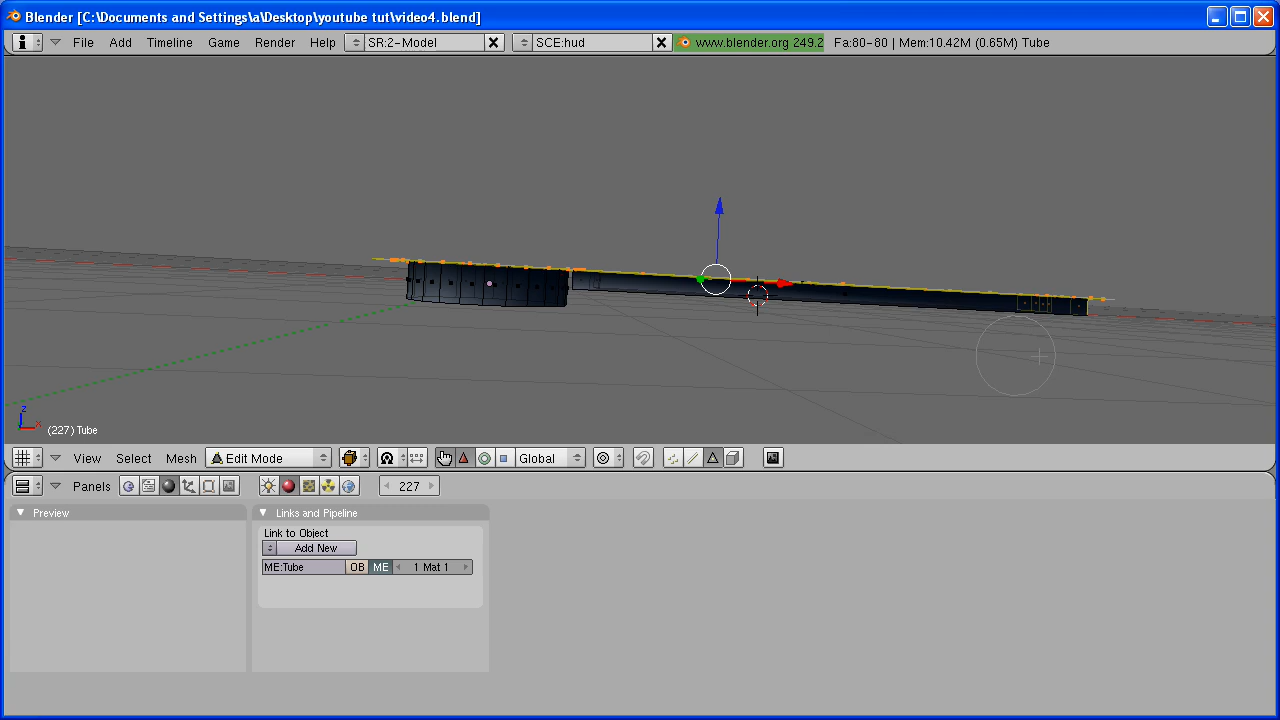 Blender [C:\Documents and Settings\a\Desktop\youtube tut\video4.blend]
File Add Timeline Game Render Help SR:2-Model SCE:hud www.blender.org 249.2 Fa:80-80 | Mem:10.42M (0.65M) Tube
z
x
(227) Tube
View Select Mesh Edit Mode Global
Panels 227
Preview Links and Pipeline
Link to Object
Add New
ME:Tube OB ME 1 Mat 1